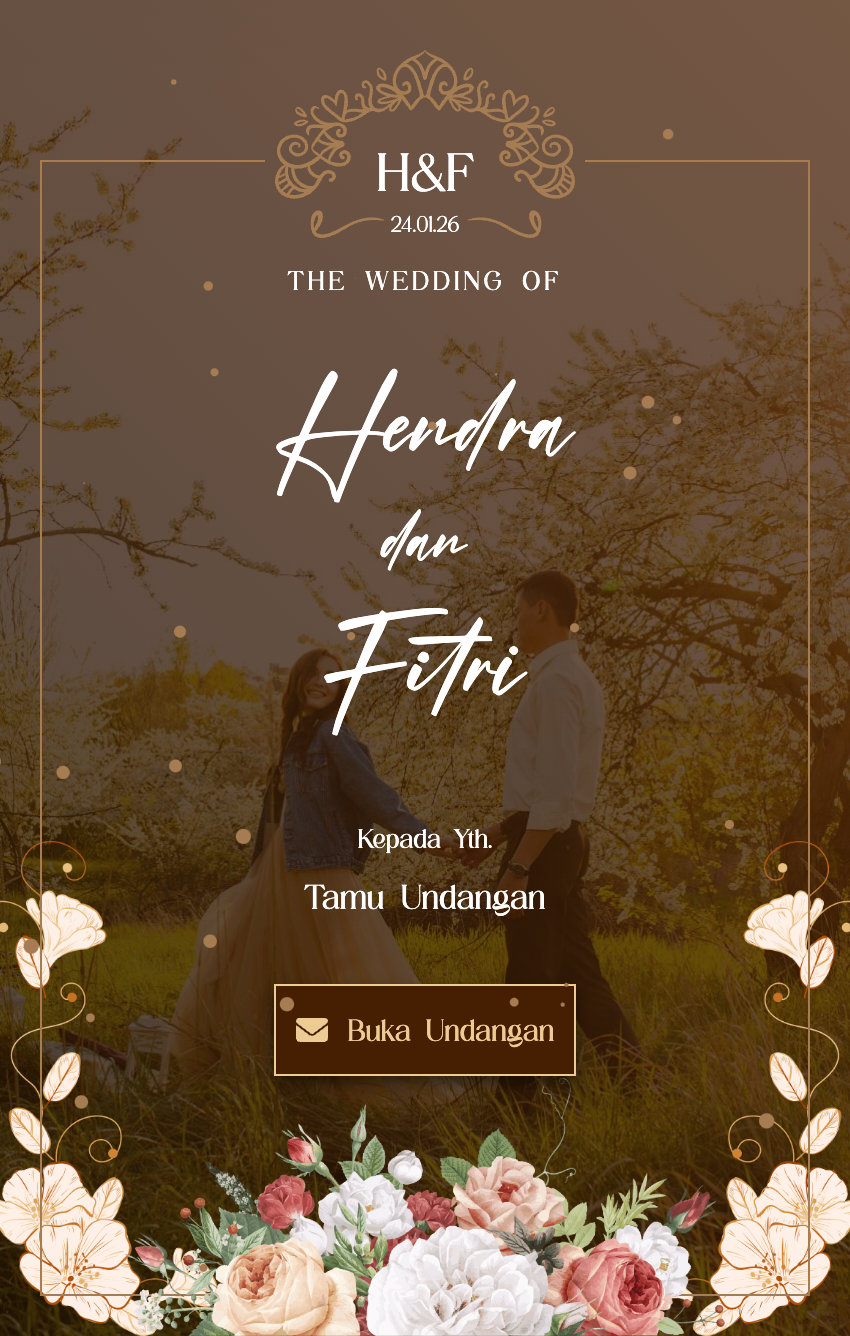 H&F
24.01.26
THE WEDDING OF
Hendra
dan
Fitri
Kepada Yth.
Tamu Undangan
Buka Undangan